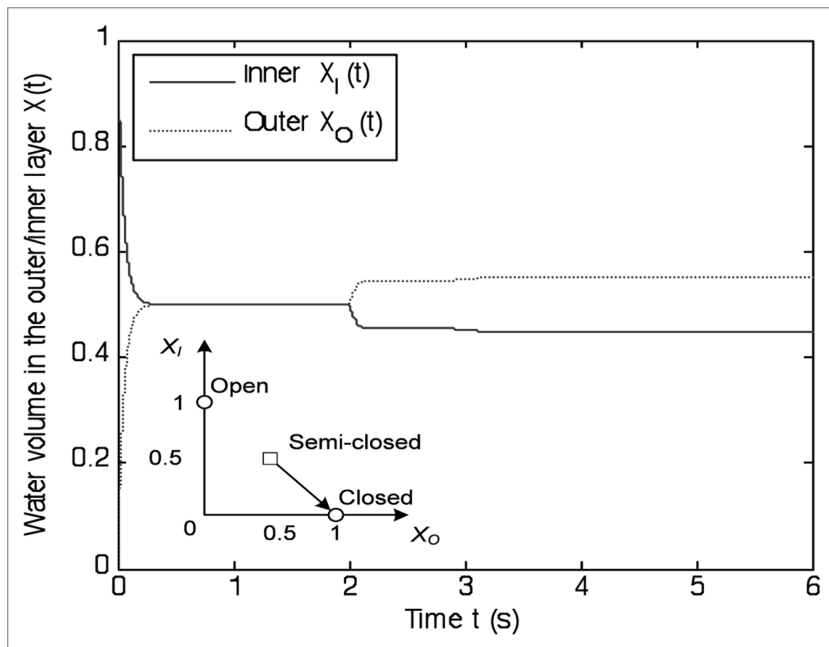 1
Inner X_I (t)
Outer X_O (t)
0.8
0.6
0.4
0.2
0
Water volume in the outer/inner layer X(t)
X_I
Open
1
0.5
Semi-closed
Closed
0
0.5
1
X_O
0 1 2 3 4 5 6
Time t (s)